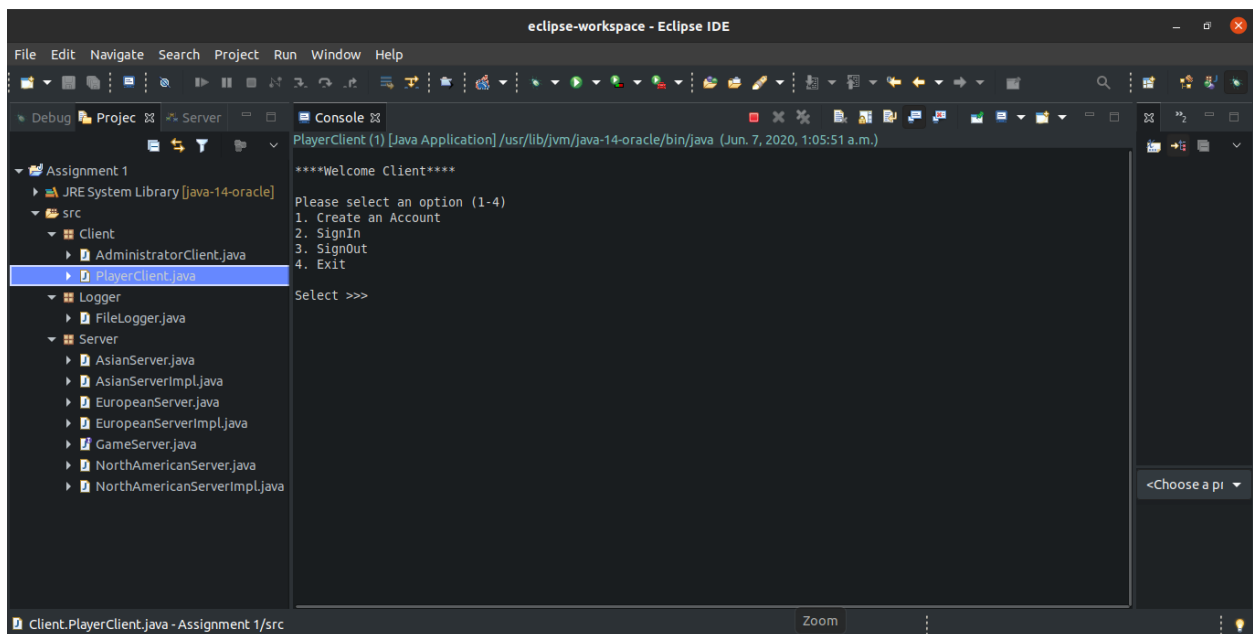 eclipse-workspace - Eclipse IDE
File Edit Navigate Search Project Run Window Help
Debug Projec Server
Console
PlayerClient (1) [Java Application] /usr/lib/jvm/java-14-oracle/bin/java (Jun. 7, 2020, 1:05:51 a.m.)
Assignment 1
JRE System Library [java-14-oracle]
src
Client
AdministratorClient.java
PlayerClient.java
Logger
FileLogger.java
Server
AsianServer.java
AsianServerImpl.java
EuropeanServer.java
EuropeanServerImpl.java
GameServer.java
NorthAmericanServer.java
NorthAmericanServerImpl.java
****Welcome Client****
Please select an option (1-4)
1. Create an Account
2. SignIn
3. SignOut
4. Exit
Select >>>
2
<Choose a pr
Client.PlayerClient.java - Assignment 1/src
Zoom